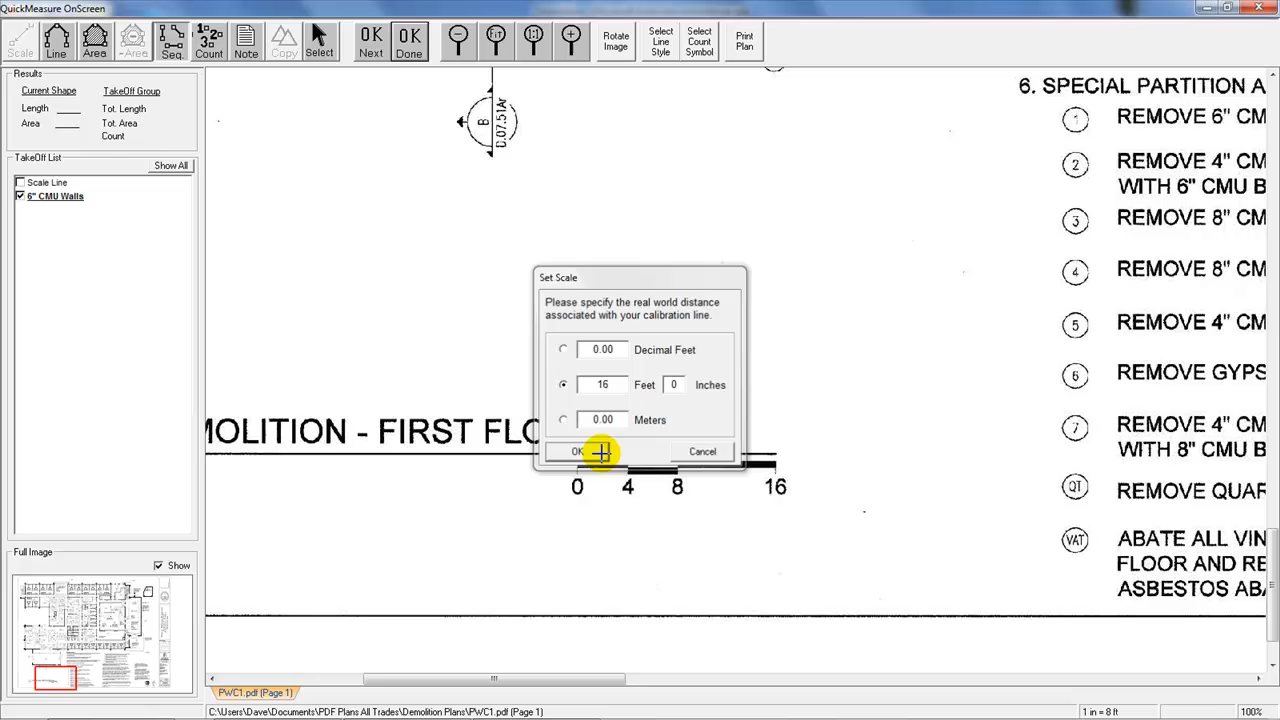 QuickMeasure OnScreen
Scale
Line
Area
-Area
Seq.
Count
Note
Copy
Select
OK Next
OK Done
Fit
1:1
Rotate Image
Select Line Style
Select Count Symbol
Print Plan
Results
Current Shape TakeOff Group
Length Tot. Length
Area Tot. Area
Count
TakeOff List Show All
Scale Line
6" CMU Walls
Full Image
Show
B
D.07.51Ar
6. SPECIAL PARTITION A
1 REMOVE 6" CM
2 REMOVE 4" CM
WITH 6" CMU B
3 REMOVE 8" CM
4 REMOVE 8" CM
5 REMOVE 4" CM
6 REMOVE GYPS
7 REMOVE 4" CM
WITH 8" CMU B
QT REMOVE QUAR
VAT ABATE ALL VIN
FLOOR AND RE
ASBESTOS ABA
Set Scale
Please specify the real world distance
associated with your calibration line.
0.00 Decimal Feet
16 Feet 0 Inches
0.00 Meters
OK Cancel
MOLITION - FIRST FLO
0 4 8 16
PWC1.pdf (Page 1)
C:\Users\Dave\Documents\PDF Plans All Trades\Demolition Plans\PWC1.pdf (Page 1) 1 in = 8 ft 100%